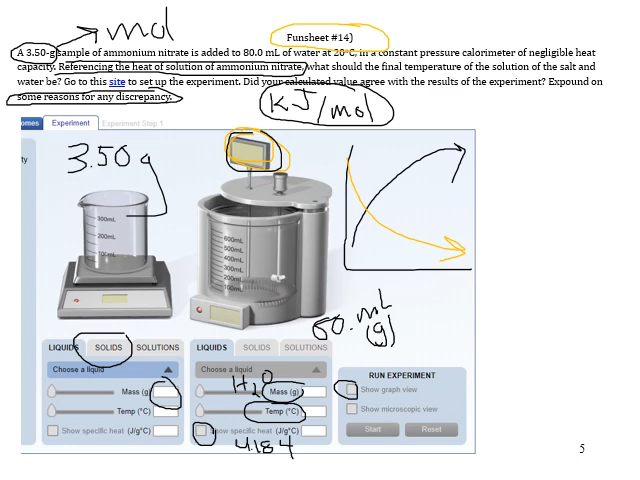 mol
Funsheet #14)
A 3.50-g sample of ammonium nitrate is added to 80.0 mL of water at 20°C, in a constant pressure calorimeter of negligible heat
capacity. Referencing the heat of solution of ammonium nitrate, what should the final temperature of the solution of the salt and
water be? Go to this site to set up the experiment. Did your calculated value agree with the results of the experiment? Expound on
some reasons for any discrepancy.
KJ/mol
omes Experiment Experiment Step 1
ty
3.50 g
300mL
200mL
100mL
600mL
500mL
400mL
300mL
200mL
100mL
80. mL
(g)
LIQUIDS SOLIDS SOLUTIONS
Choose a liquid
Mass (g)
Temp (°C)
Show specific heat (J/g°C)
LIQUIDS SOLIDS SOLUTIONS
Choose a liquid
H2O
Mass (g)
Temp (°C)
Show specific heat (J/g°C)
4.184
RUN EXPERIMENT
Show graph view
Show microscopic view
Start Reset
5